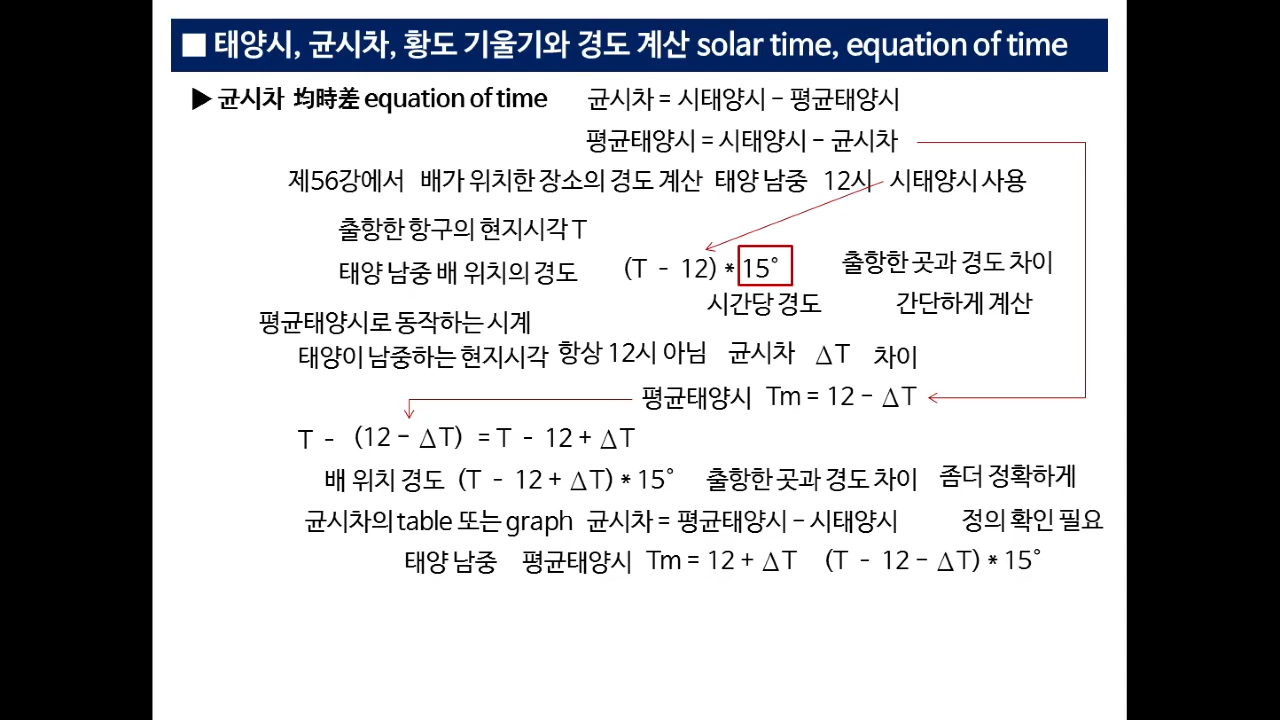 ■ 태양시, 균시차, 황도 기울기와 경도 계산 solar time, equation of time
▶ 균시차 均時差 equation of time 균시차 = 시태양시 – 평균태양시
평균태양시 = 시태양시 – 균시차
제56강에서 배가 위치한 장소의 경도 계산 태양 남중 12시 시태양시 사용
출항한 항구의 현지시각 T
태양 남중 배 위치의 경도 (T - 12) * 15˚ 출항한 곳과 경도 차이
시간당 경도 간단하게 계산
평균태양시로 동작하는 시계
태양이 남중하는 현지시각 항상 12시 아님 균시차 ΔT 차이
평균태양시 Tm = 12 – ΔT
T - (12 – ΔT) = T - 12 + ΔT
배 위치 경도 (T - 12 + ΔT) * 15˚ 출항한 곳과 경도 차이 좀더 정확하게
균시차의 table 또는 graph 균시차 = 평균태양시 – 시태양시 정의 확인 필요
태양 남중 평균태양시 Tm = 12 + ΔT (T - 12 – ΔT) * 15˚